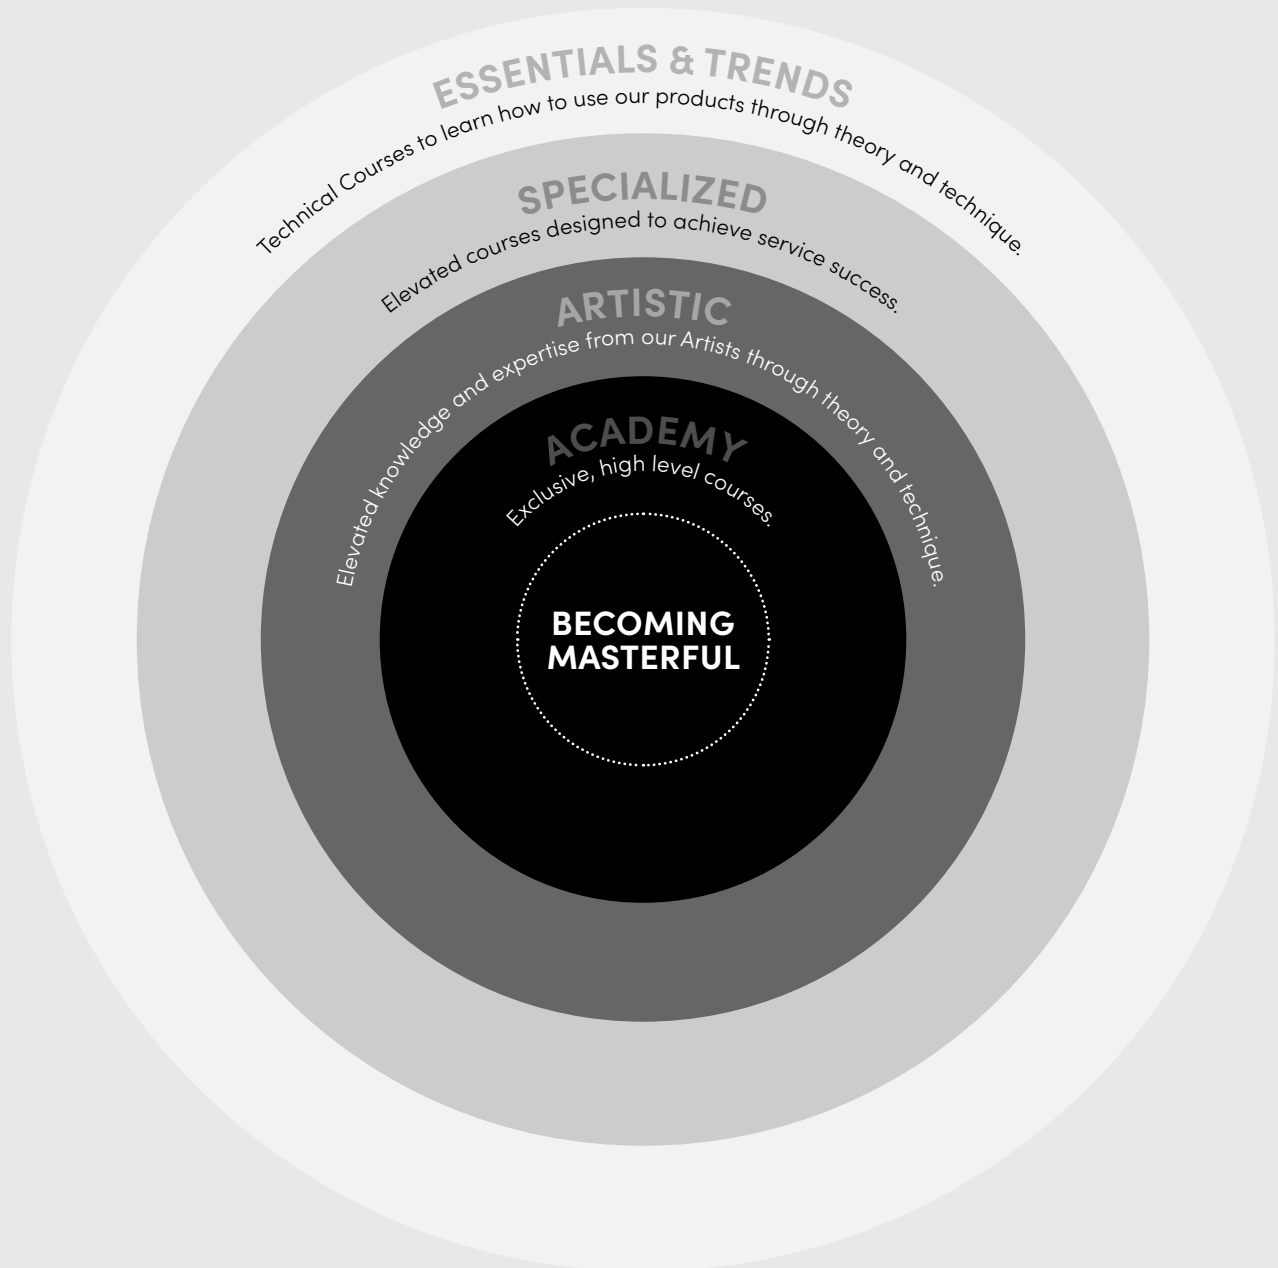 ESSENTIALS & TRENDS
Technical Courses to learn how to use our products through theory and technique.
SPECIALIZED
Elevated courses designed to achieve service success.
ARTISTIC
Elevated knowledge and expertise from our Artists through theory and technique.
ACADEMY
Exclusive, high level courses.
BECOMING
MASTERFUL